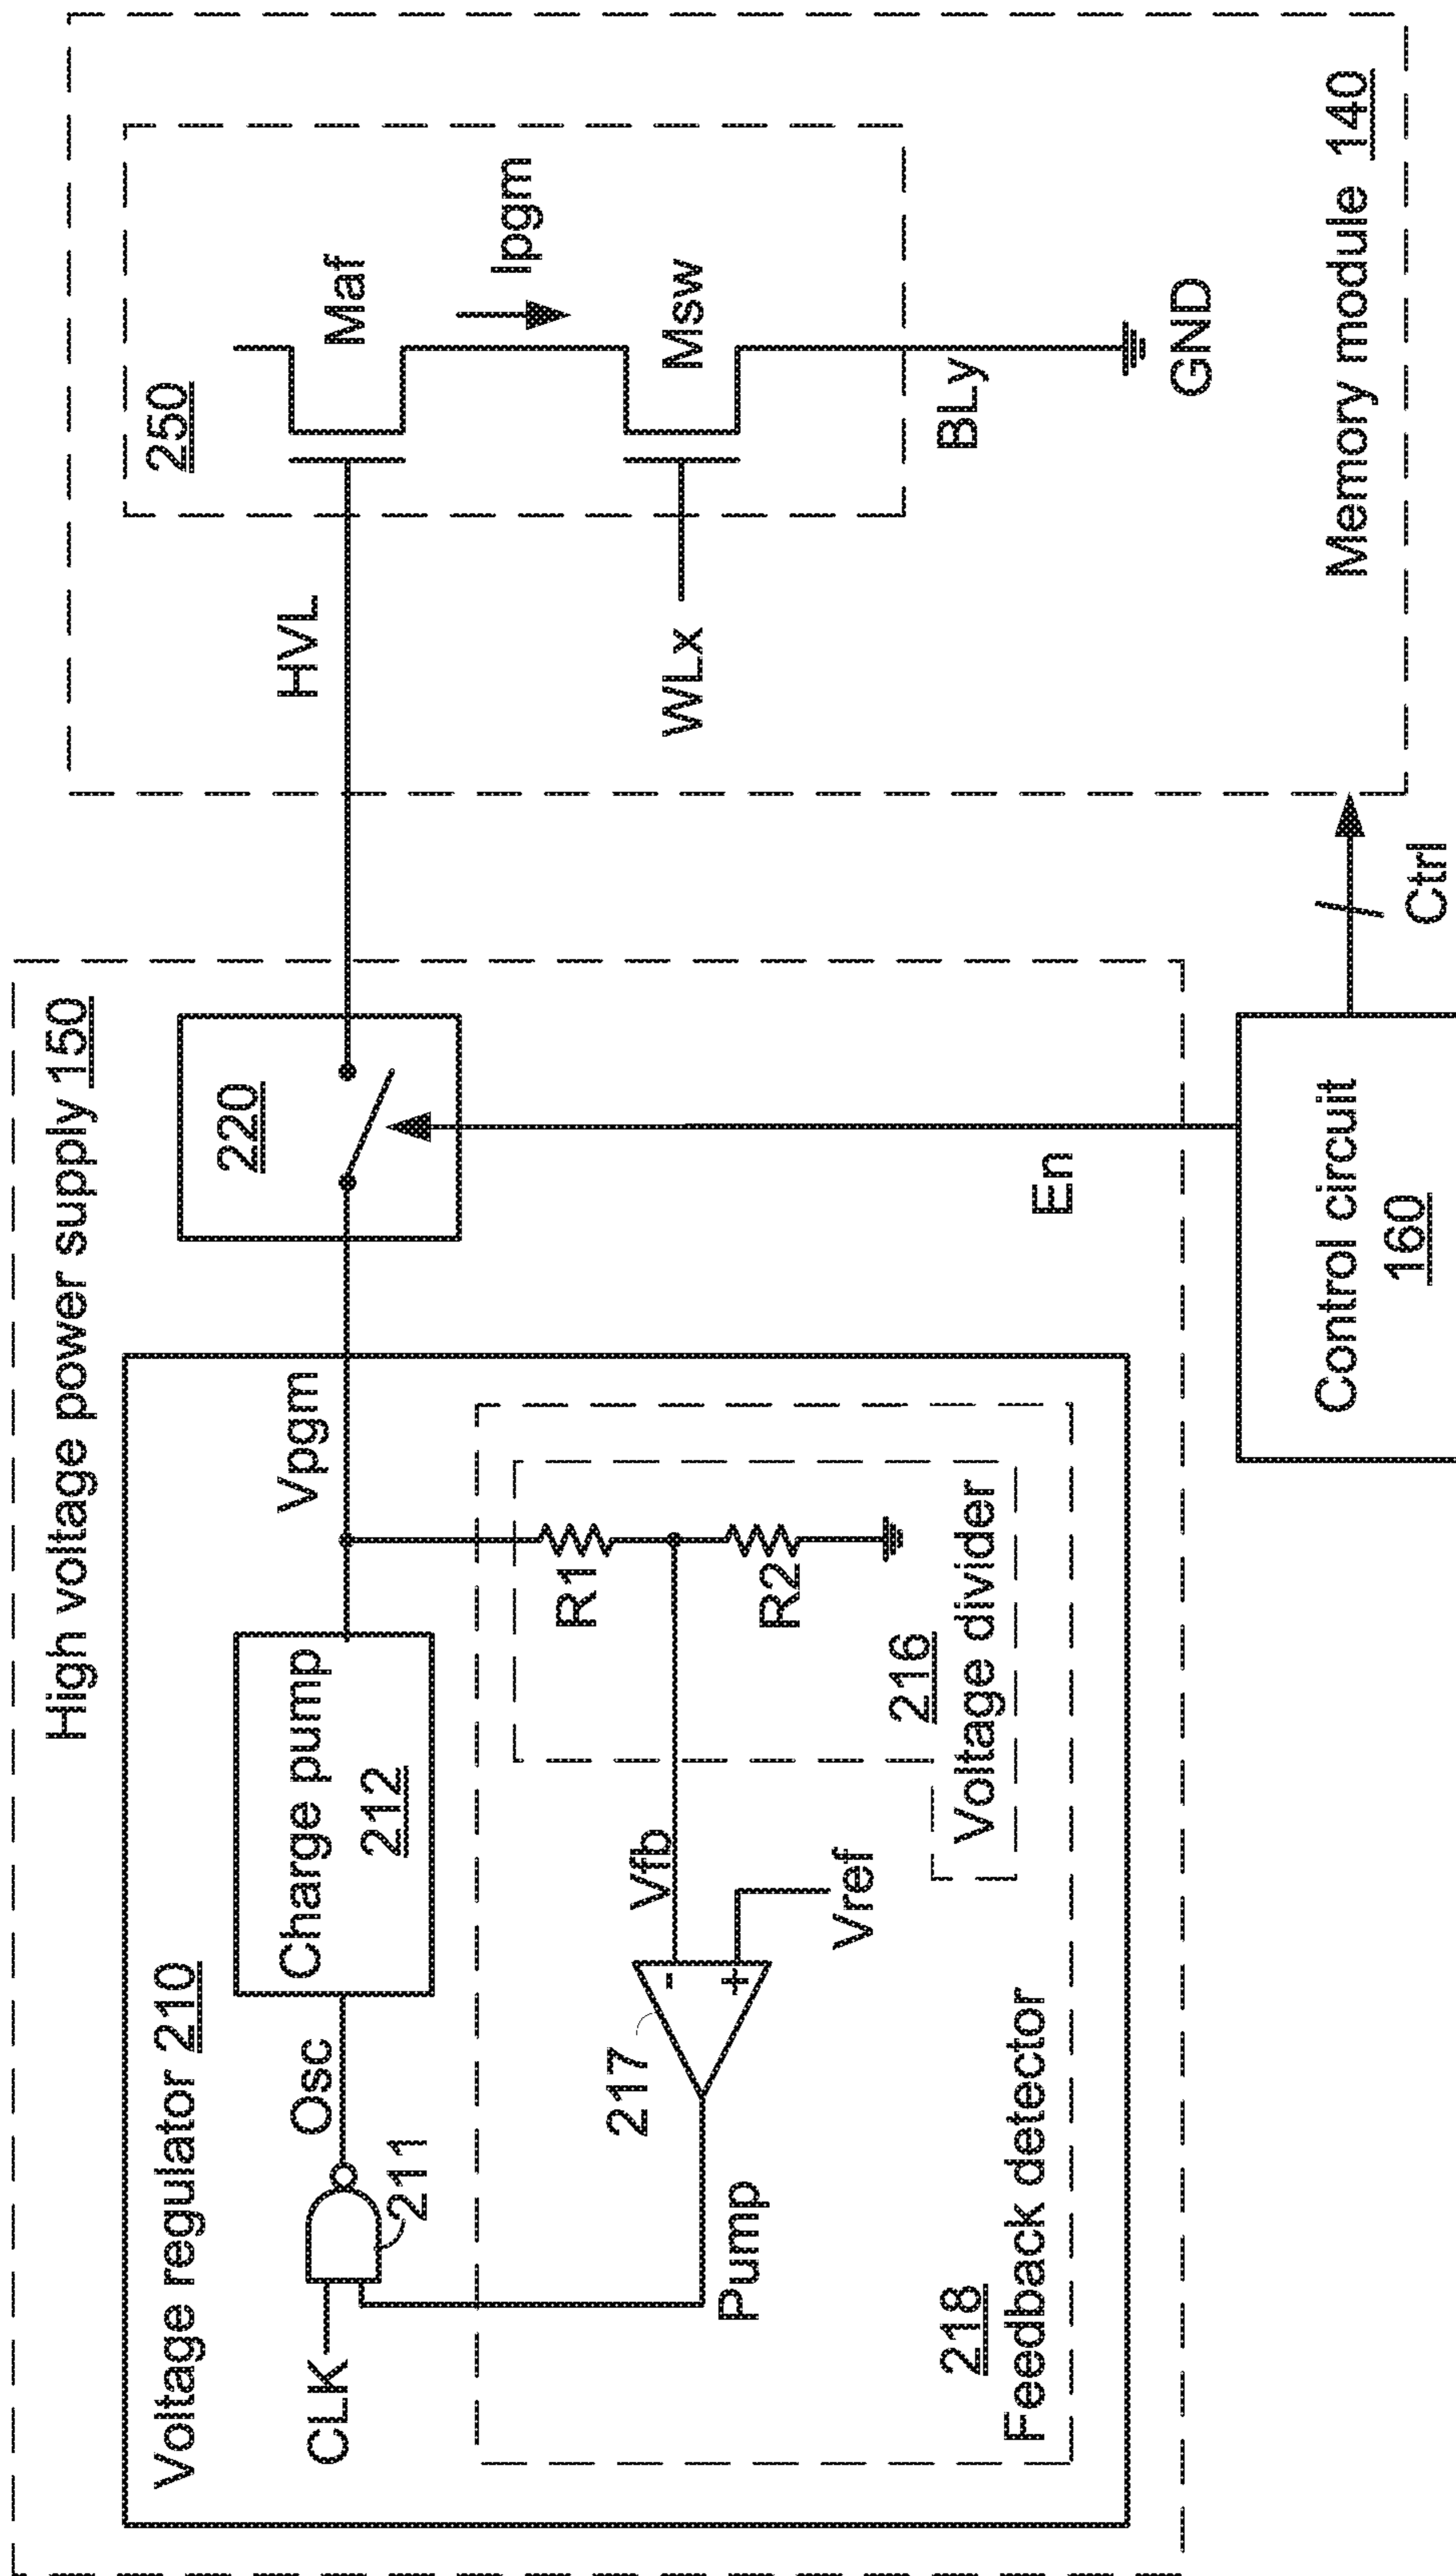 High voltage power supply 150
Voltage regulator 210
CLK
211
Osc
Charge pump
212
Vpgm
220
HVL
250
Maf
Ipgm
Msw
WLx
BLy
GND
Memory module 140
Pump
217
-
+
Vfb
Vref
R1
R2
216
Voltage divider
218
Feedback detector
En
Control circuit
160
Ctrl